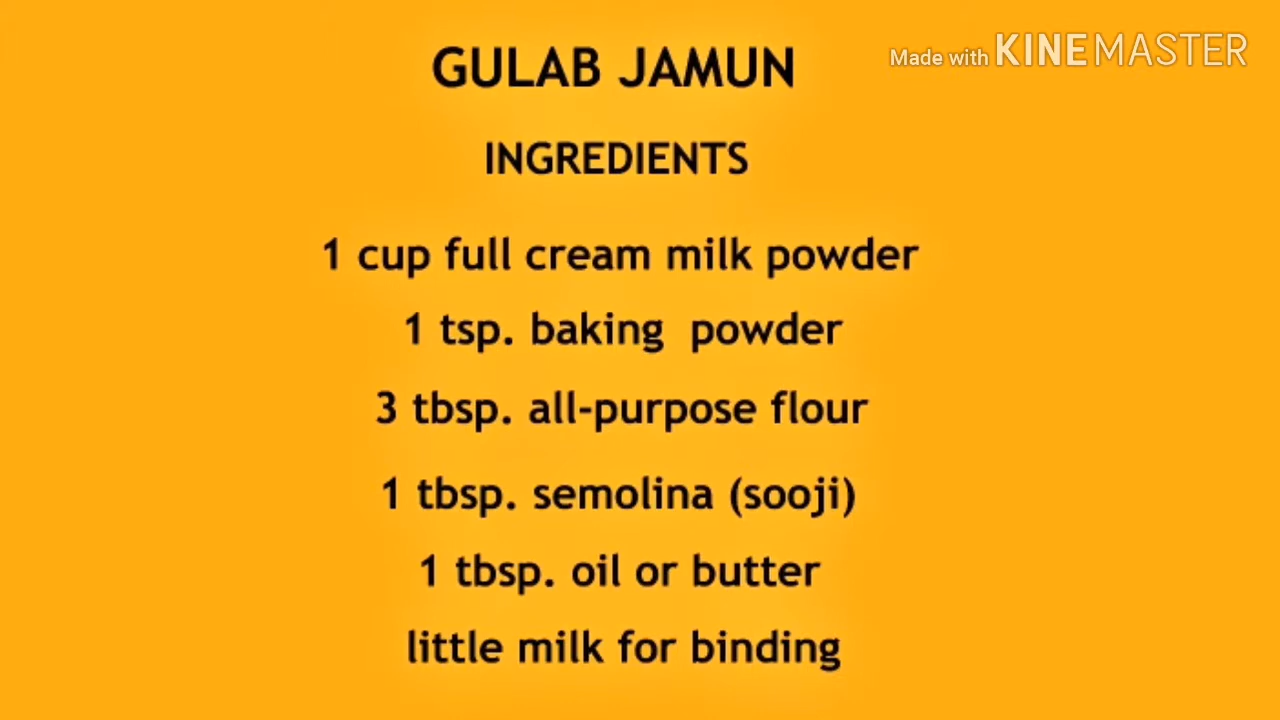 Made with KINEMASTER
GULAB JAMUN
INGREDIENTS
1 cup full cream milk powder
1 tsp. baking powder
3 tbsp. all-purpose flour
1 tbsp. semolina (sooji)
1 tbsp. oil or butter
little milk for binding